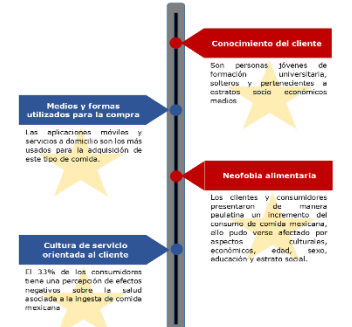 Conocimiento del cliente
Son personas jóvenes de
formación universitaria,
solteros y pertenecientes a
estratos socio económicos
medios
Medios y formas
utilizados para la compra
Las aplicaciones móviles y
servicios a domicilio son los más
usados para la adquisición de
este tipo de comida.
Neofobia alimentaria
Los clientes y consumidores
presentaron de manera
paulatina un incremento del
consumo de comida mexicana,
ello pudo verse afectado por
aspectos culturales,
económicos, edad, sexo,
educación y estrato social.
Cultura de servicio
orientada al cliente
El 33% de los consumidores
tiene una percepción de efectos
negativos sobre la salud
asociada a la ingesta de comida
mexicana